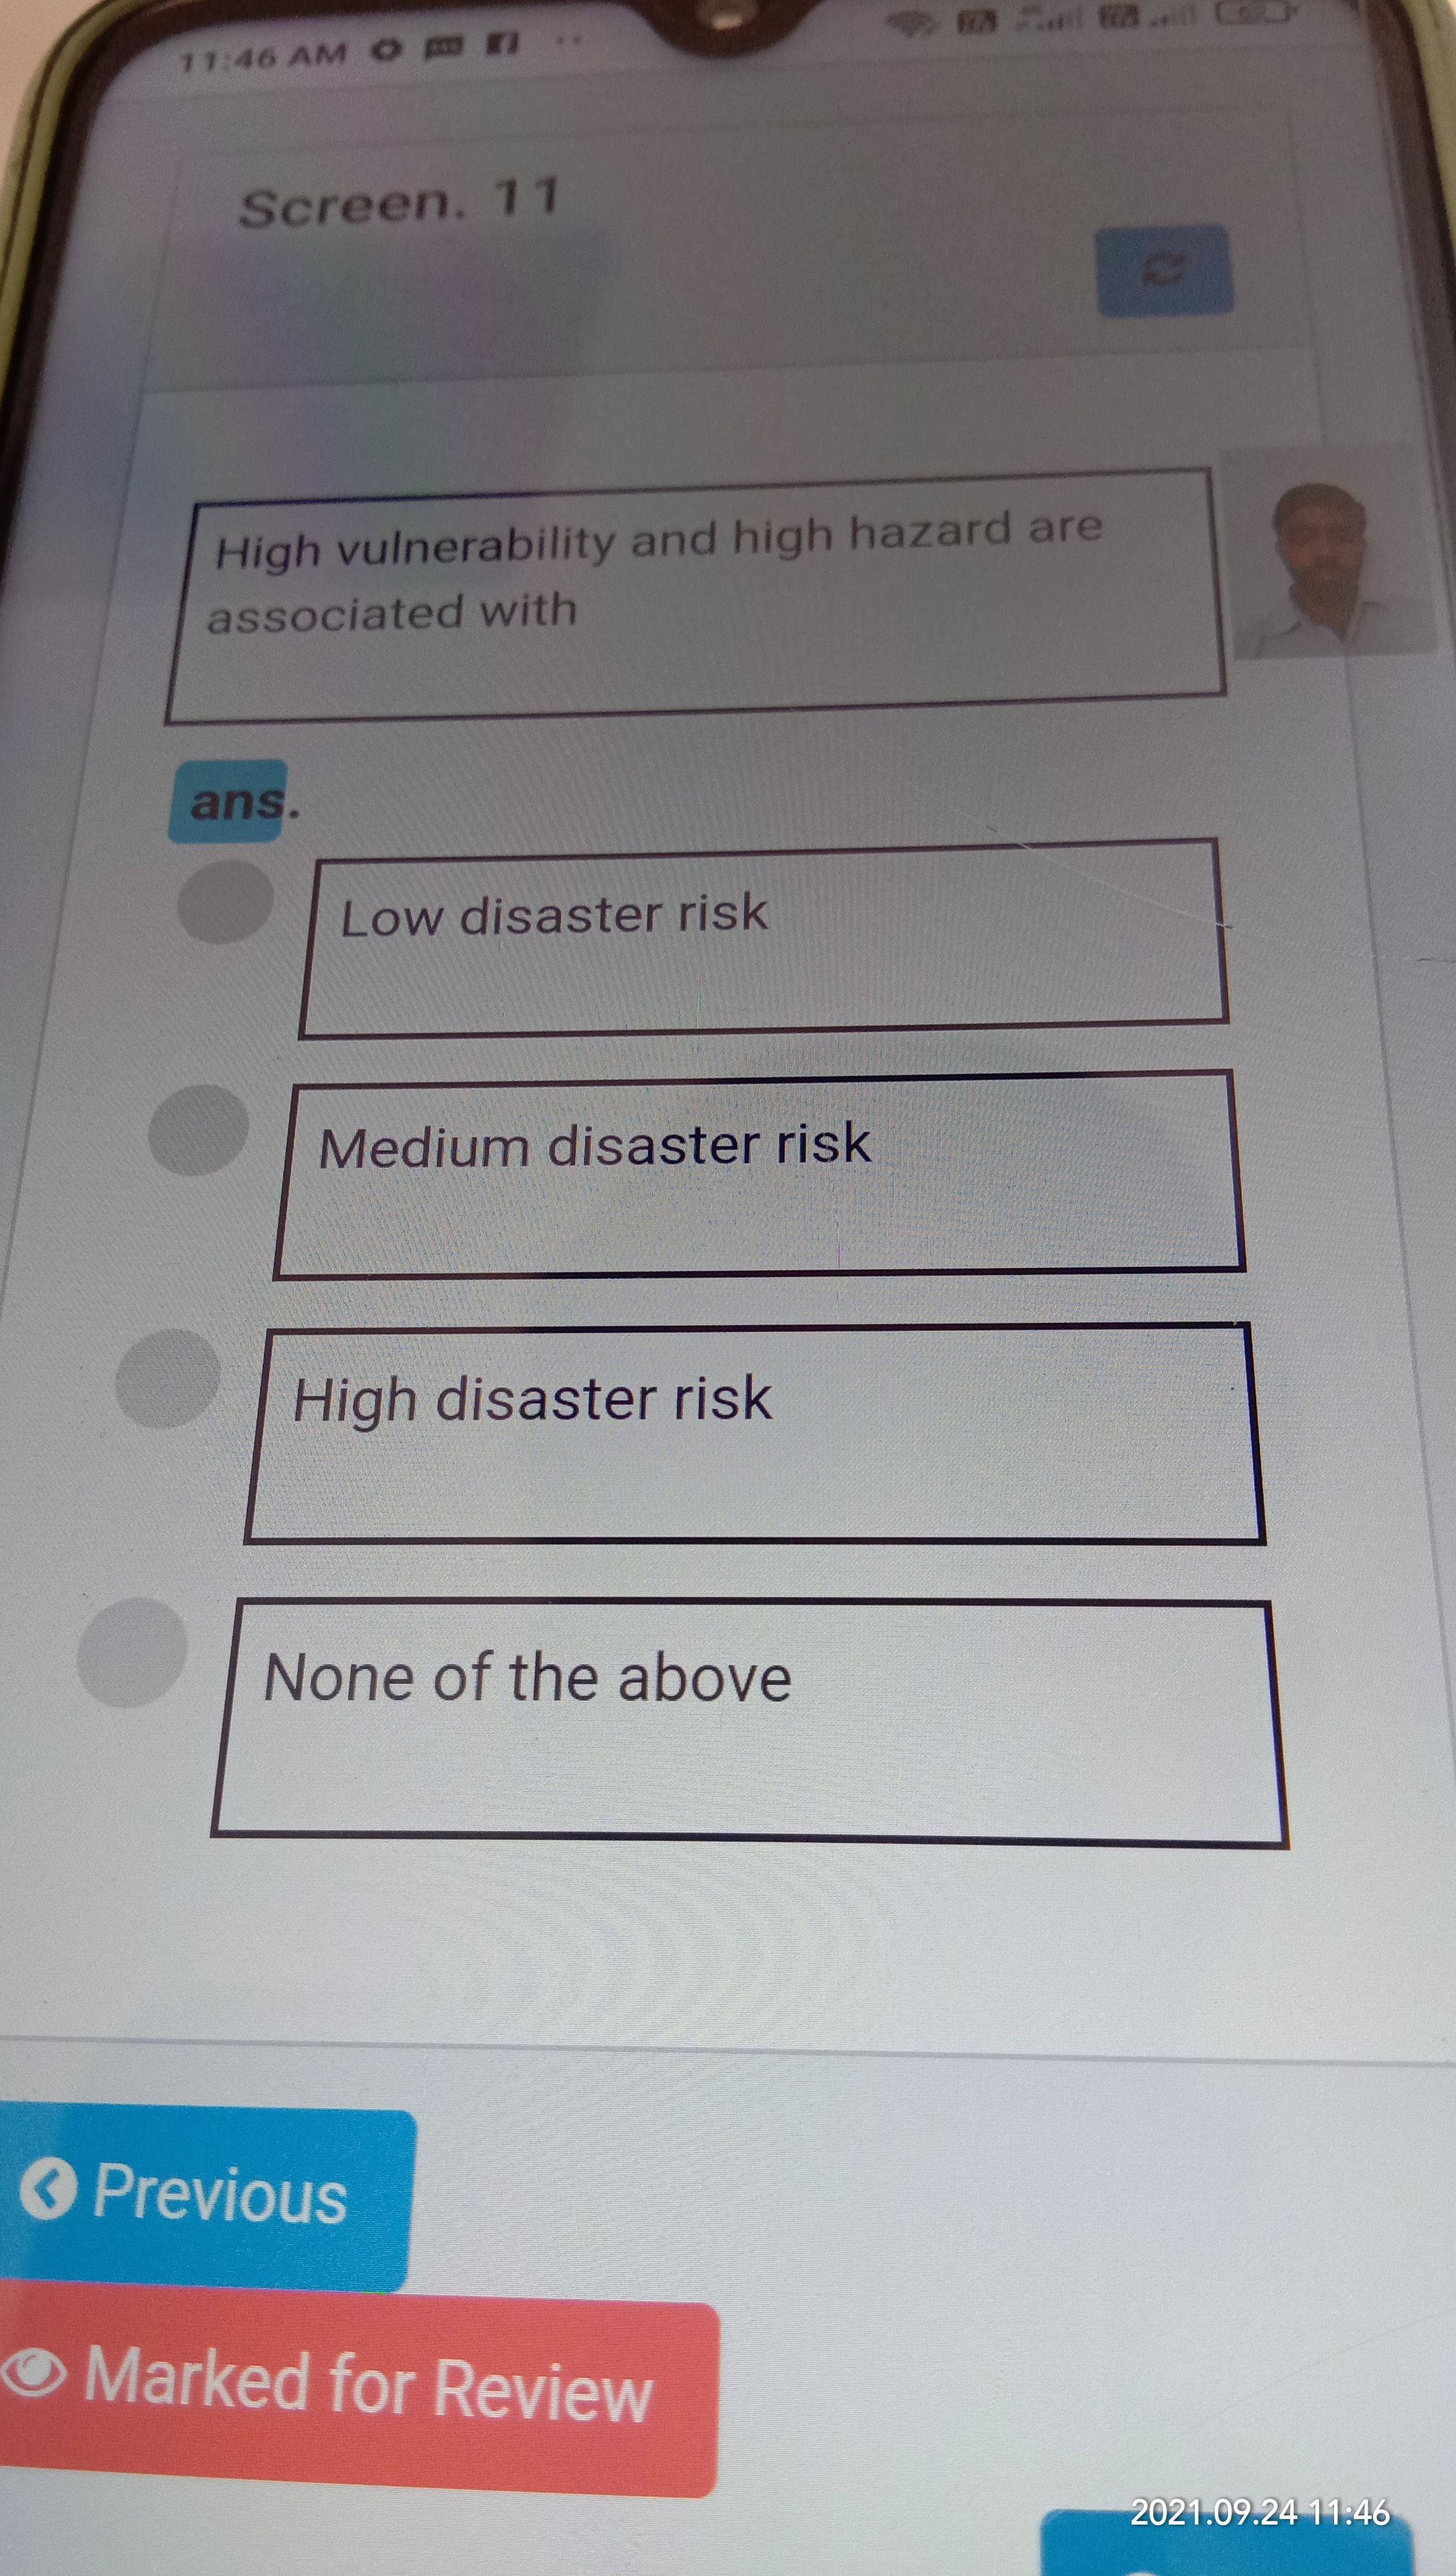 11:46 AM
Screen. 11
High vulnerability and high hazard are
associated with
ans.
Low disaster risk
Medium disaster risk
High disaster risk
None of the above
Previous
Marked for Review
2021.09.24 11:46